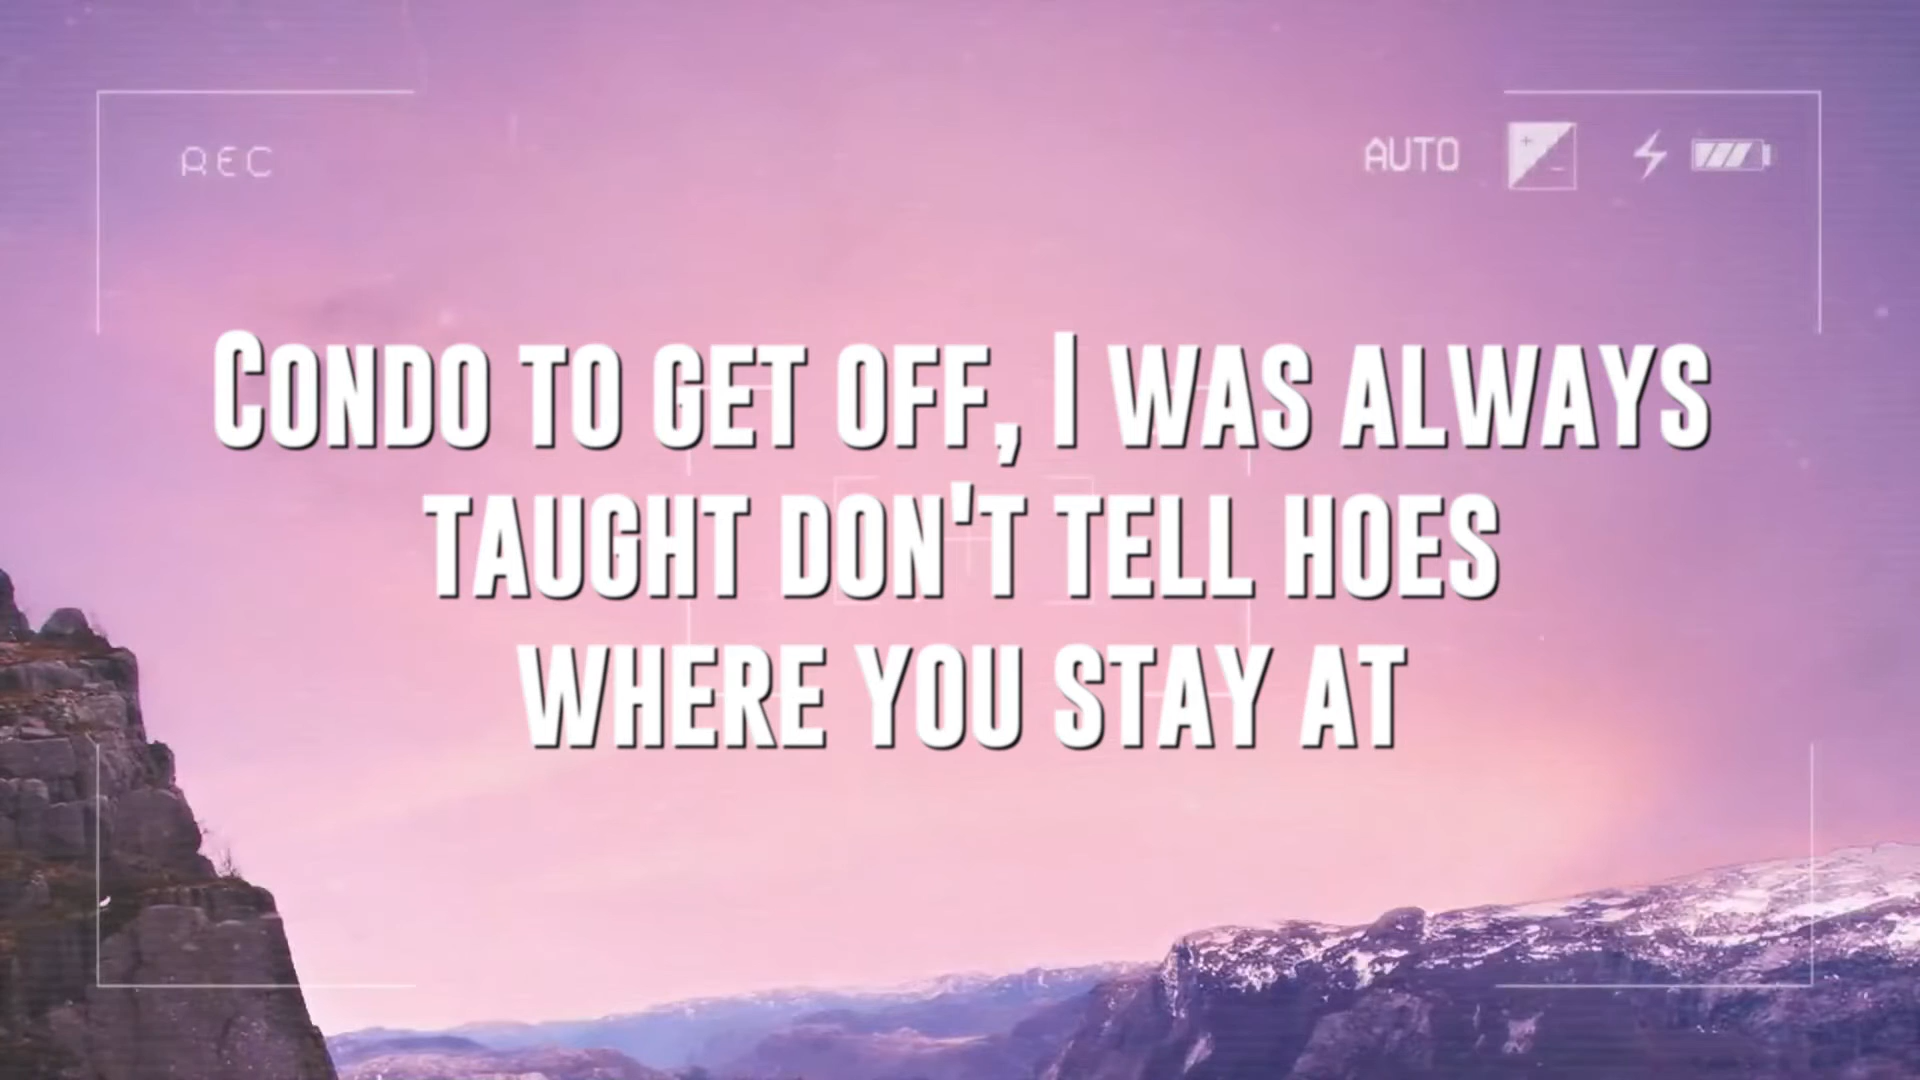 REC
AUTO
Condo to get off, I was always
taught don't tell hoes
where you stay at